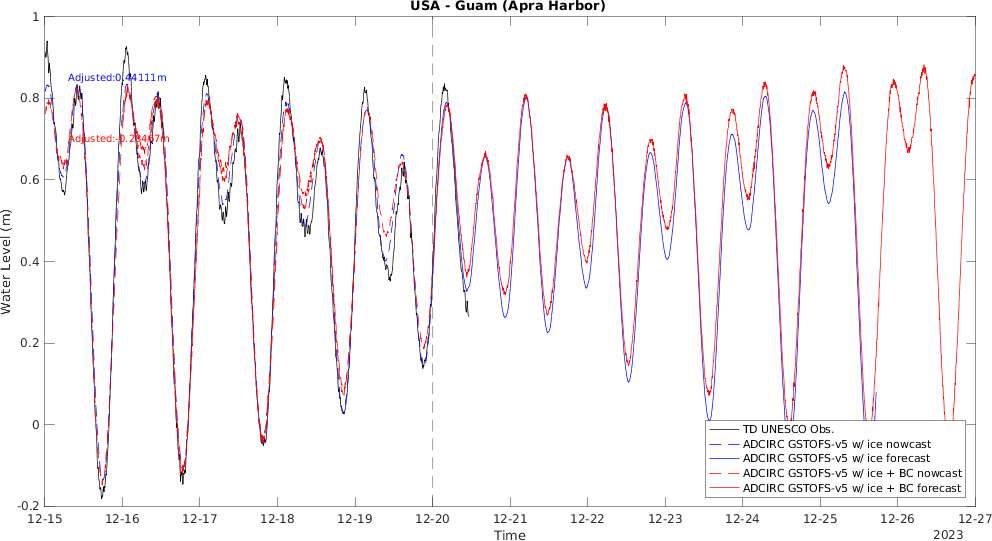 USA - Guam (Apra Harbor)
1
0.8
0.6
0.4
0.2
0
-0.2
Water Level (m)
Adjusted:0.44111m
TD UNESCO Obs.
ADCIRC GSTOFS-v5 w/ ice nowcast
ADCIRC GSTOFS-v5 w/ ice forecast
ADCIRC GSTOFS-v5 w/ ice + BC nowcast
ADCIRC GSTOFS-v5 w/ ice + BC forecast
12-15 12-16 12-17 12-18 12-19 12-20 12-21 12-22 12-23 12-24 12-25 12-26 12-27
Time
2023